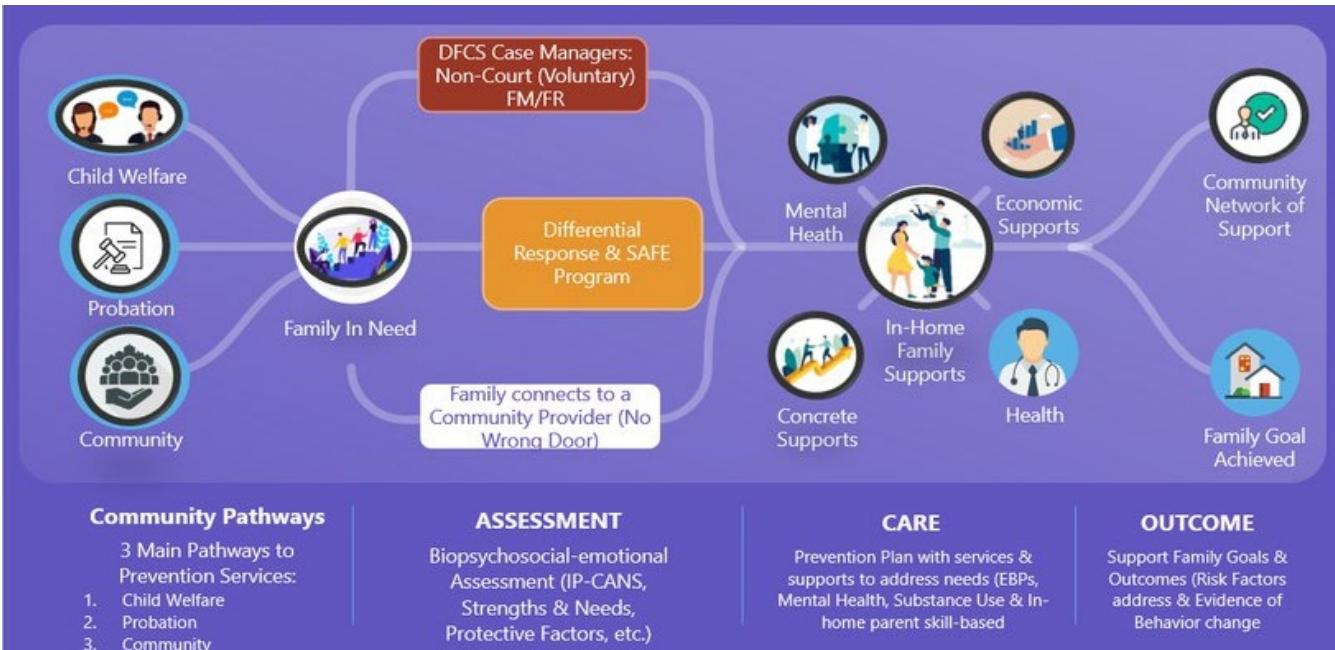 DFCS Case Managers:
Non-Court (Voluntary)
FM/FR
Child Welfare
Probation
Community
Family In Need
Differential
Response & SAFE
Program
Family connects to a
Community Provider (No
Wrong Door)
Mental
Heath
Economic
Supports
In-Home
Family
Supports
Concrete
Supports
Health
Community
Network of
Support
Family Goal
Achieved
Community Pathways
3 Main Pathways to
Prevention Services:
1. Child Welfare
2. Probation
3. Community
ASSESSMENT
Biopsychosocial-emotional
Assessment (IP-CANS,
Strengths & Needs,
Protective Factors, etc.)
CARE
Prevention Plan with services &
supports to address needs (EBPs,
Mental Health, Substance Use & In-
home parent skill-based
OUTCOME
Support Family Goals &
Outcomes (Risk Factors
address & Evidence of
Behavior change